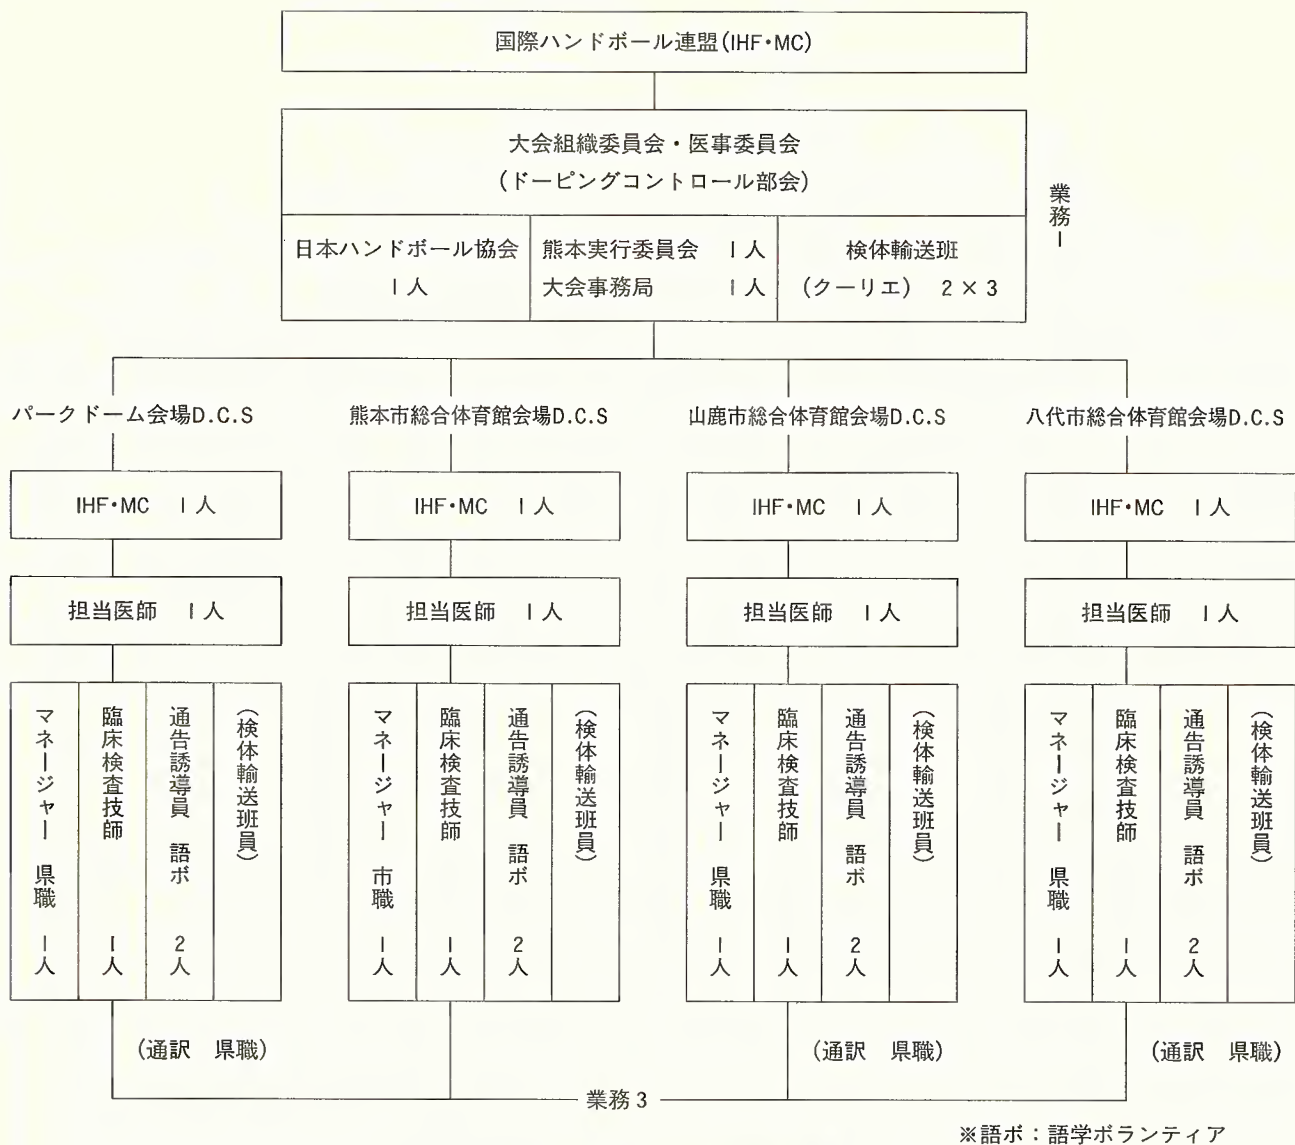 国際ハンドボール連盟(IHF・MC)
大会組織委員会・医事委員会
(ドーピングコントロール部会)
業務1
日本ハンドボール協会
1人
熊本実行委員会 1人
大会事務局 1人
検体輸送班
(クーリエ) 2×3
パークドーム会場D.C.S
熊本市総合体育館会場D.C.S
山鹿市総合体育館会場D.C.S
八代市総合体育館会場D.C.S
IHF・MC 1人
IHF・MC 1人
IHF・MC 1人
IHF・MC 1人
担当医師 1人
担当医師 1人
担当医師 1人
担当医師 1人
マネージャー 県職 1人
臨床検査技師 1人
通告誘導員 語ボ 2人
(検体輸送班員)
マネージャー 市職 1人
臨床検査技師 1人
通告誘導員 語ボ 2人
(検体輸送班員)
マネージャー 県職 1人
臨床検査技師 1人
通告誘導員 語ボ 2人
(検体輸送班員)
マネージャー 県職 1人
臨床検査技師 1人
通告誘導員 語ボ 2人
(検体輸送班員)
(通訳 県職)
(通訳 県職)
(通訳 県職)
業務3
※語ボ：語学ボランティア